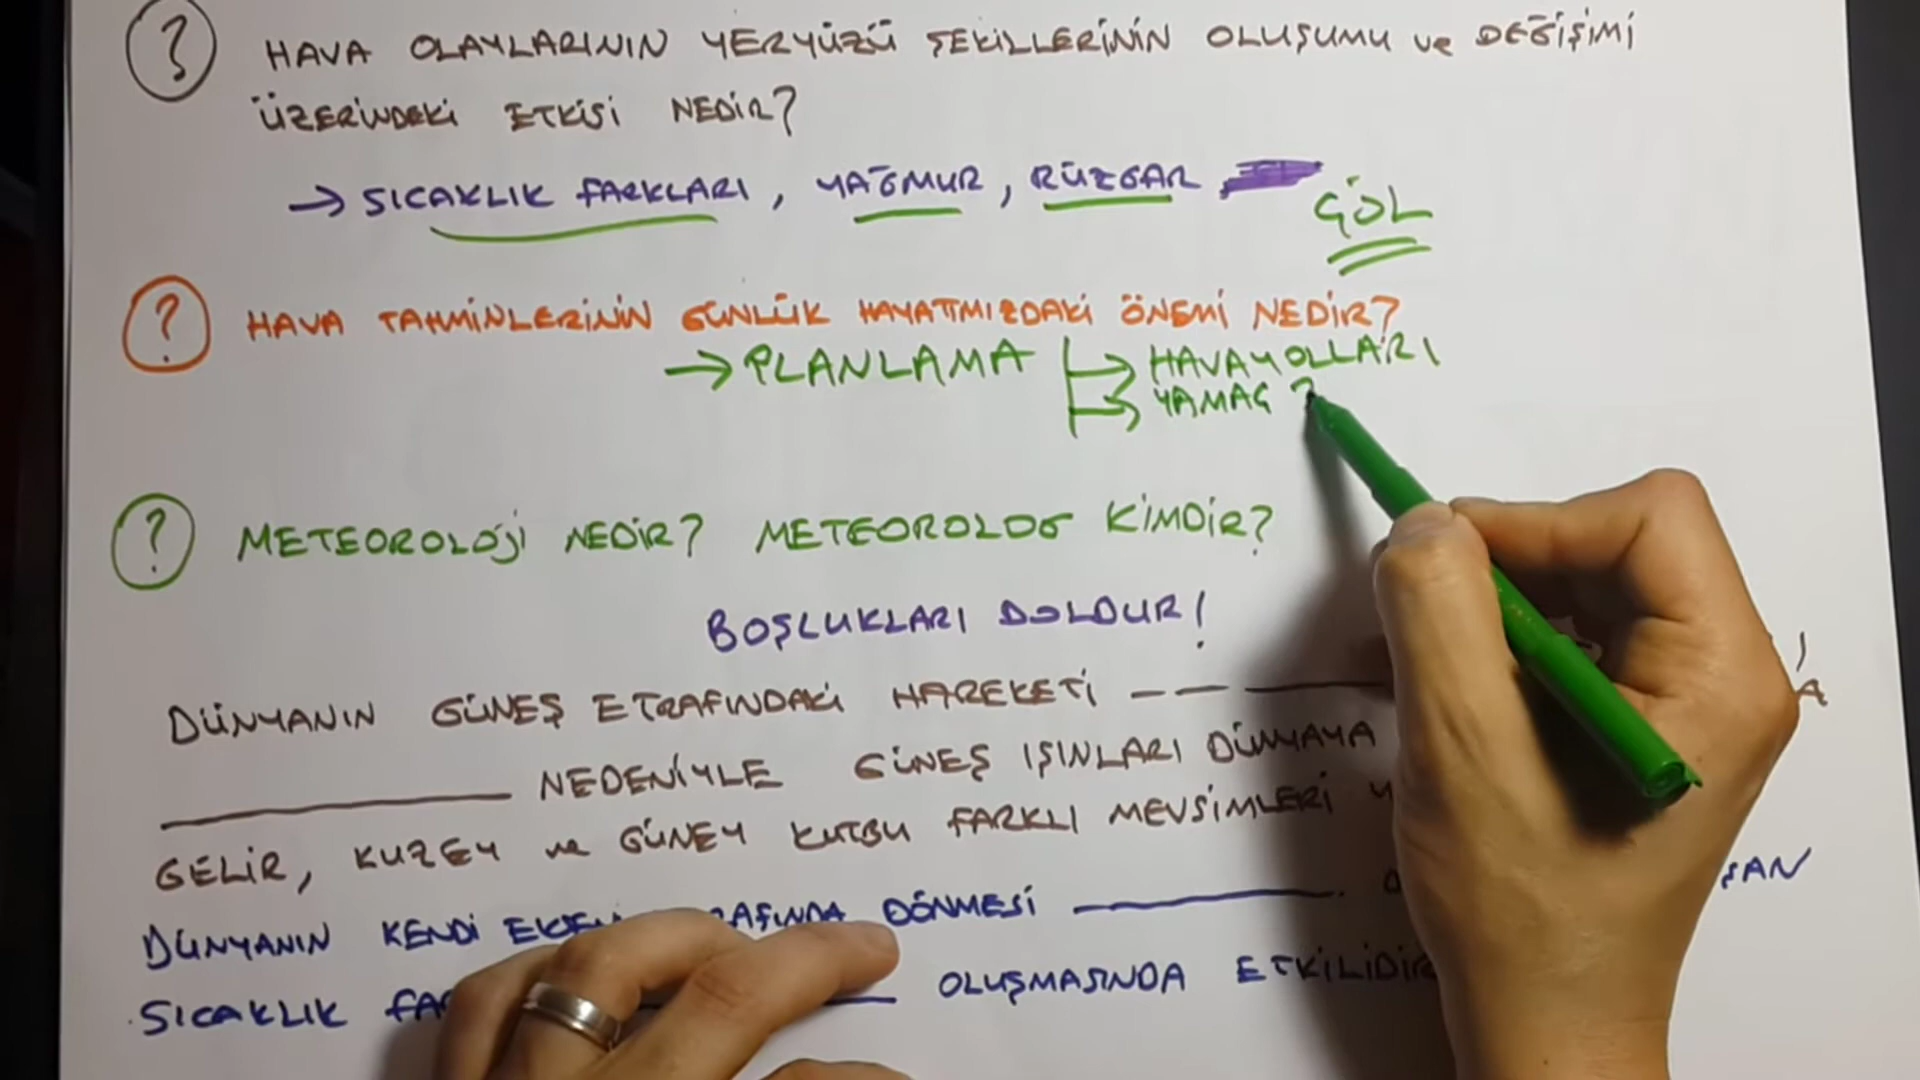 ? HAVA OLAYLARININ YERYÜZÜ ŞEKİLLERİNİN OLUŞUMU ve DEĞİŞİMİ
ÜZERİNDEKİ ETKİSİ NEDİR?
→ SICAKLIK FARKLARI, YAĞMUR, RÜZGAR
ÇÖL
? HAVA TAHMİNLERİNİN GÜNLÜK HAYATIMIZDAKİ ÖNEMİ NEDİR?
→ PLANLAMA → HAVAYOLLARI
→ YAMAÇ
? METEOROLOJİ NEDİR? METEOROLOG KİMDİR?
BOŞLUKLARI DOLDUR!
DÜNYANIN GÜNEŞ ETRAFINDAKİ HAREKETİ
NEDENİYLE GÜNEŞ IŞINLARI DÜNYAYA
GELİR, KUZEY ve GÜNEY KUTBU FARKLI MEVSİMLERİ
DÜNYANIN KENDİ DÖNMESİ
SICAKLIK OLUŞMASINDA ETKİLİDİR